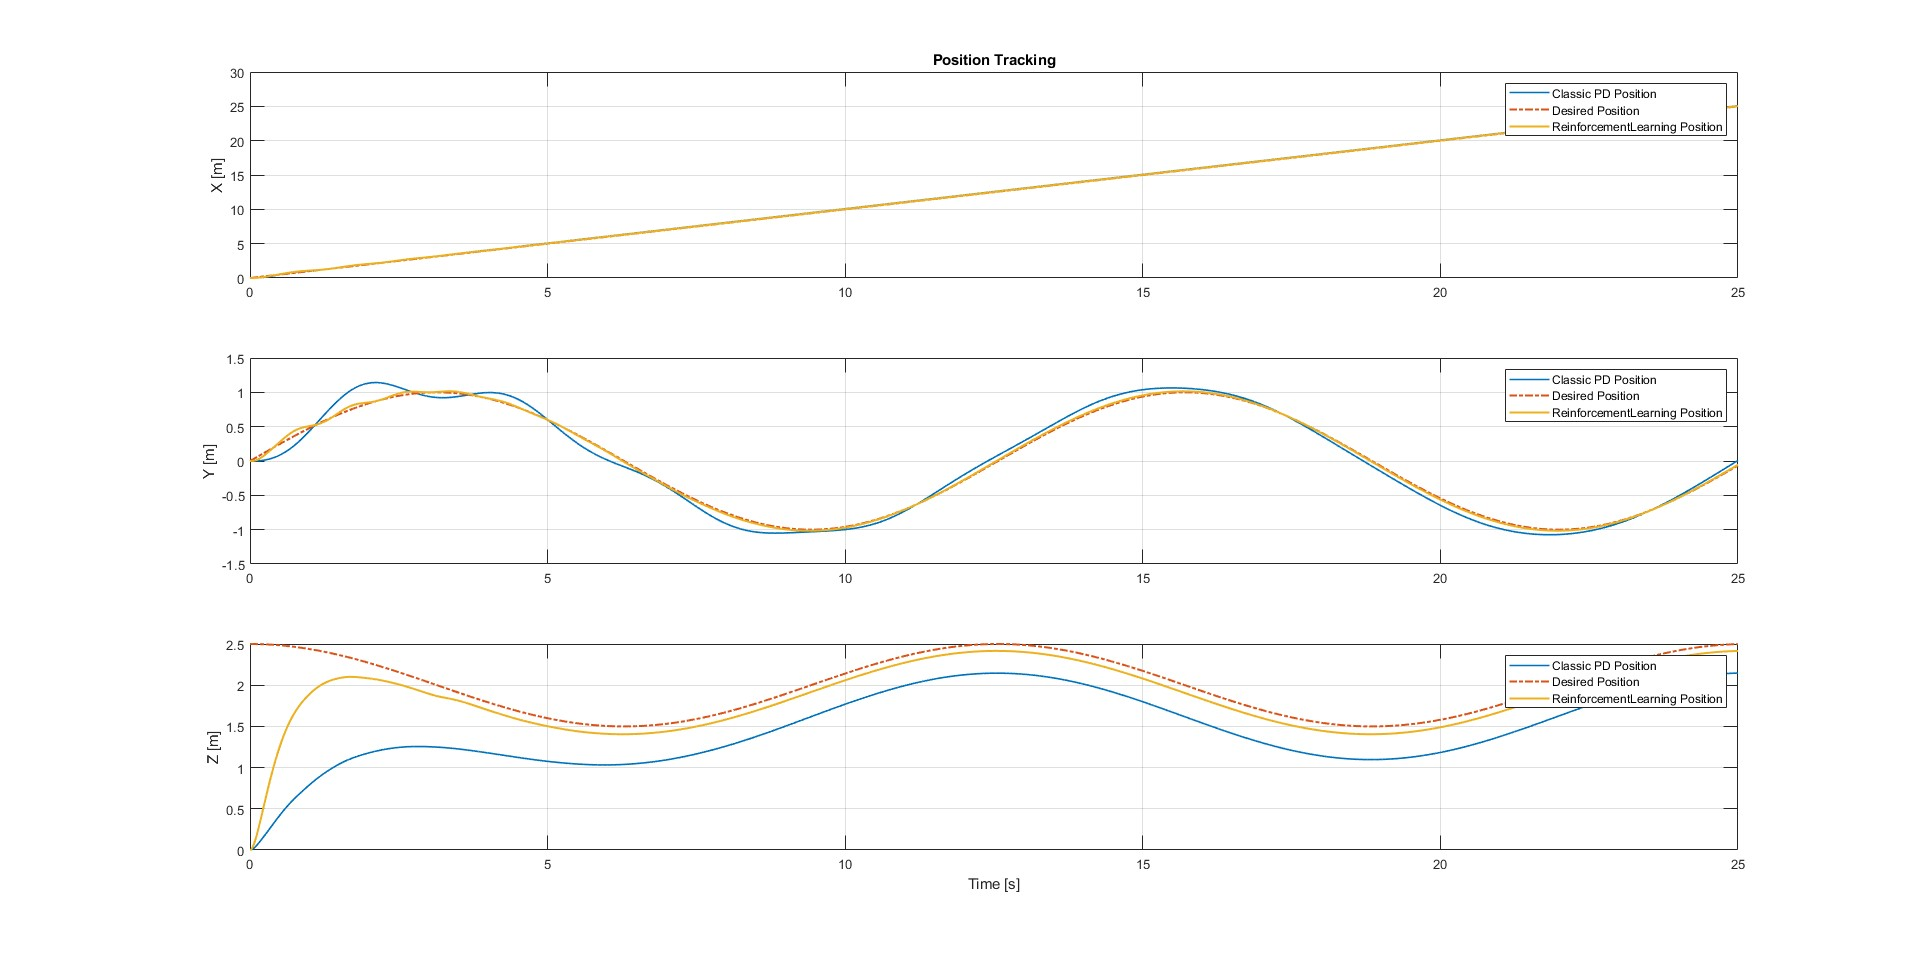 Position Tracking
30
25
20
15
10
5
0
X [m]
Classic PD Position
Desired Position
ReinforcementLearning Position
0 5 10 15 20 25
1.5
1
0.5
0
-0.5
-1
-1.5
Y [m]
Classic PD Position
Desired Position
ReinforcementLearning Position
0 5 10 15 20 25
2.5
2
1.5
1
0.5
0
Z [m]
Classic PD Position
Desired Position
ReinforcementLearning Position
0 5 10 15 20 25
Time [s]